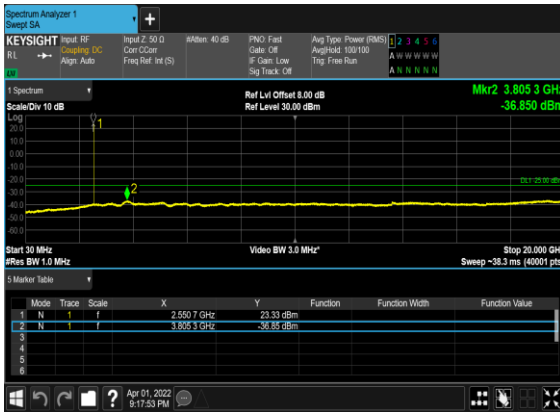 Spectrum Analyzer 1
Swept SA
+
KEYSIGHT Input: RF Input Z: 50 Ω #Atten: 40 dB PNO: Fast Avg Type: Power (RMS) 1 2 3 4 5 6
RL Coupling: DC Corr CCorr Gate: Off Avg|Hold: 100/100 A W W W W W
Align: Auto Freq Ref: Int (S) IF Gain: Low Trig: Free Run
LXI Sig Track: Off A N N N N N
1 Spectrum Mkr2 3.805 3 GHz
Scale/Div 10 dB Ref Lvl Offset 8.00 dB -36.850 dBm
Ref Level 30.00 dBm
Log
1
20.0
10.0
0.00
-10.0
-20.0
DL1 -25.00 dBm
-30.0
2
-40.0
-50.0
-60.0
Start 30 MHz Video BW 3.0 MHz* Stop 20.000 GHz
#Res BW 1.0 MHz Sweep ~38.3 ms (40001 pts)
5 Marker Table
Mode Trace Scale X Y Function Function Width Function Value
1 N 1 f 2.550 7 GHz 23.33 dBm
2 N 1 f 3.805 3 GHz -36.85 dBm
3
4
5
6
? Apr 01, 2022
9:17:53 PM